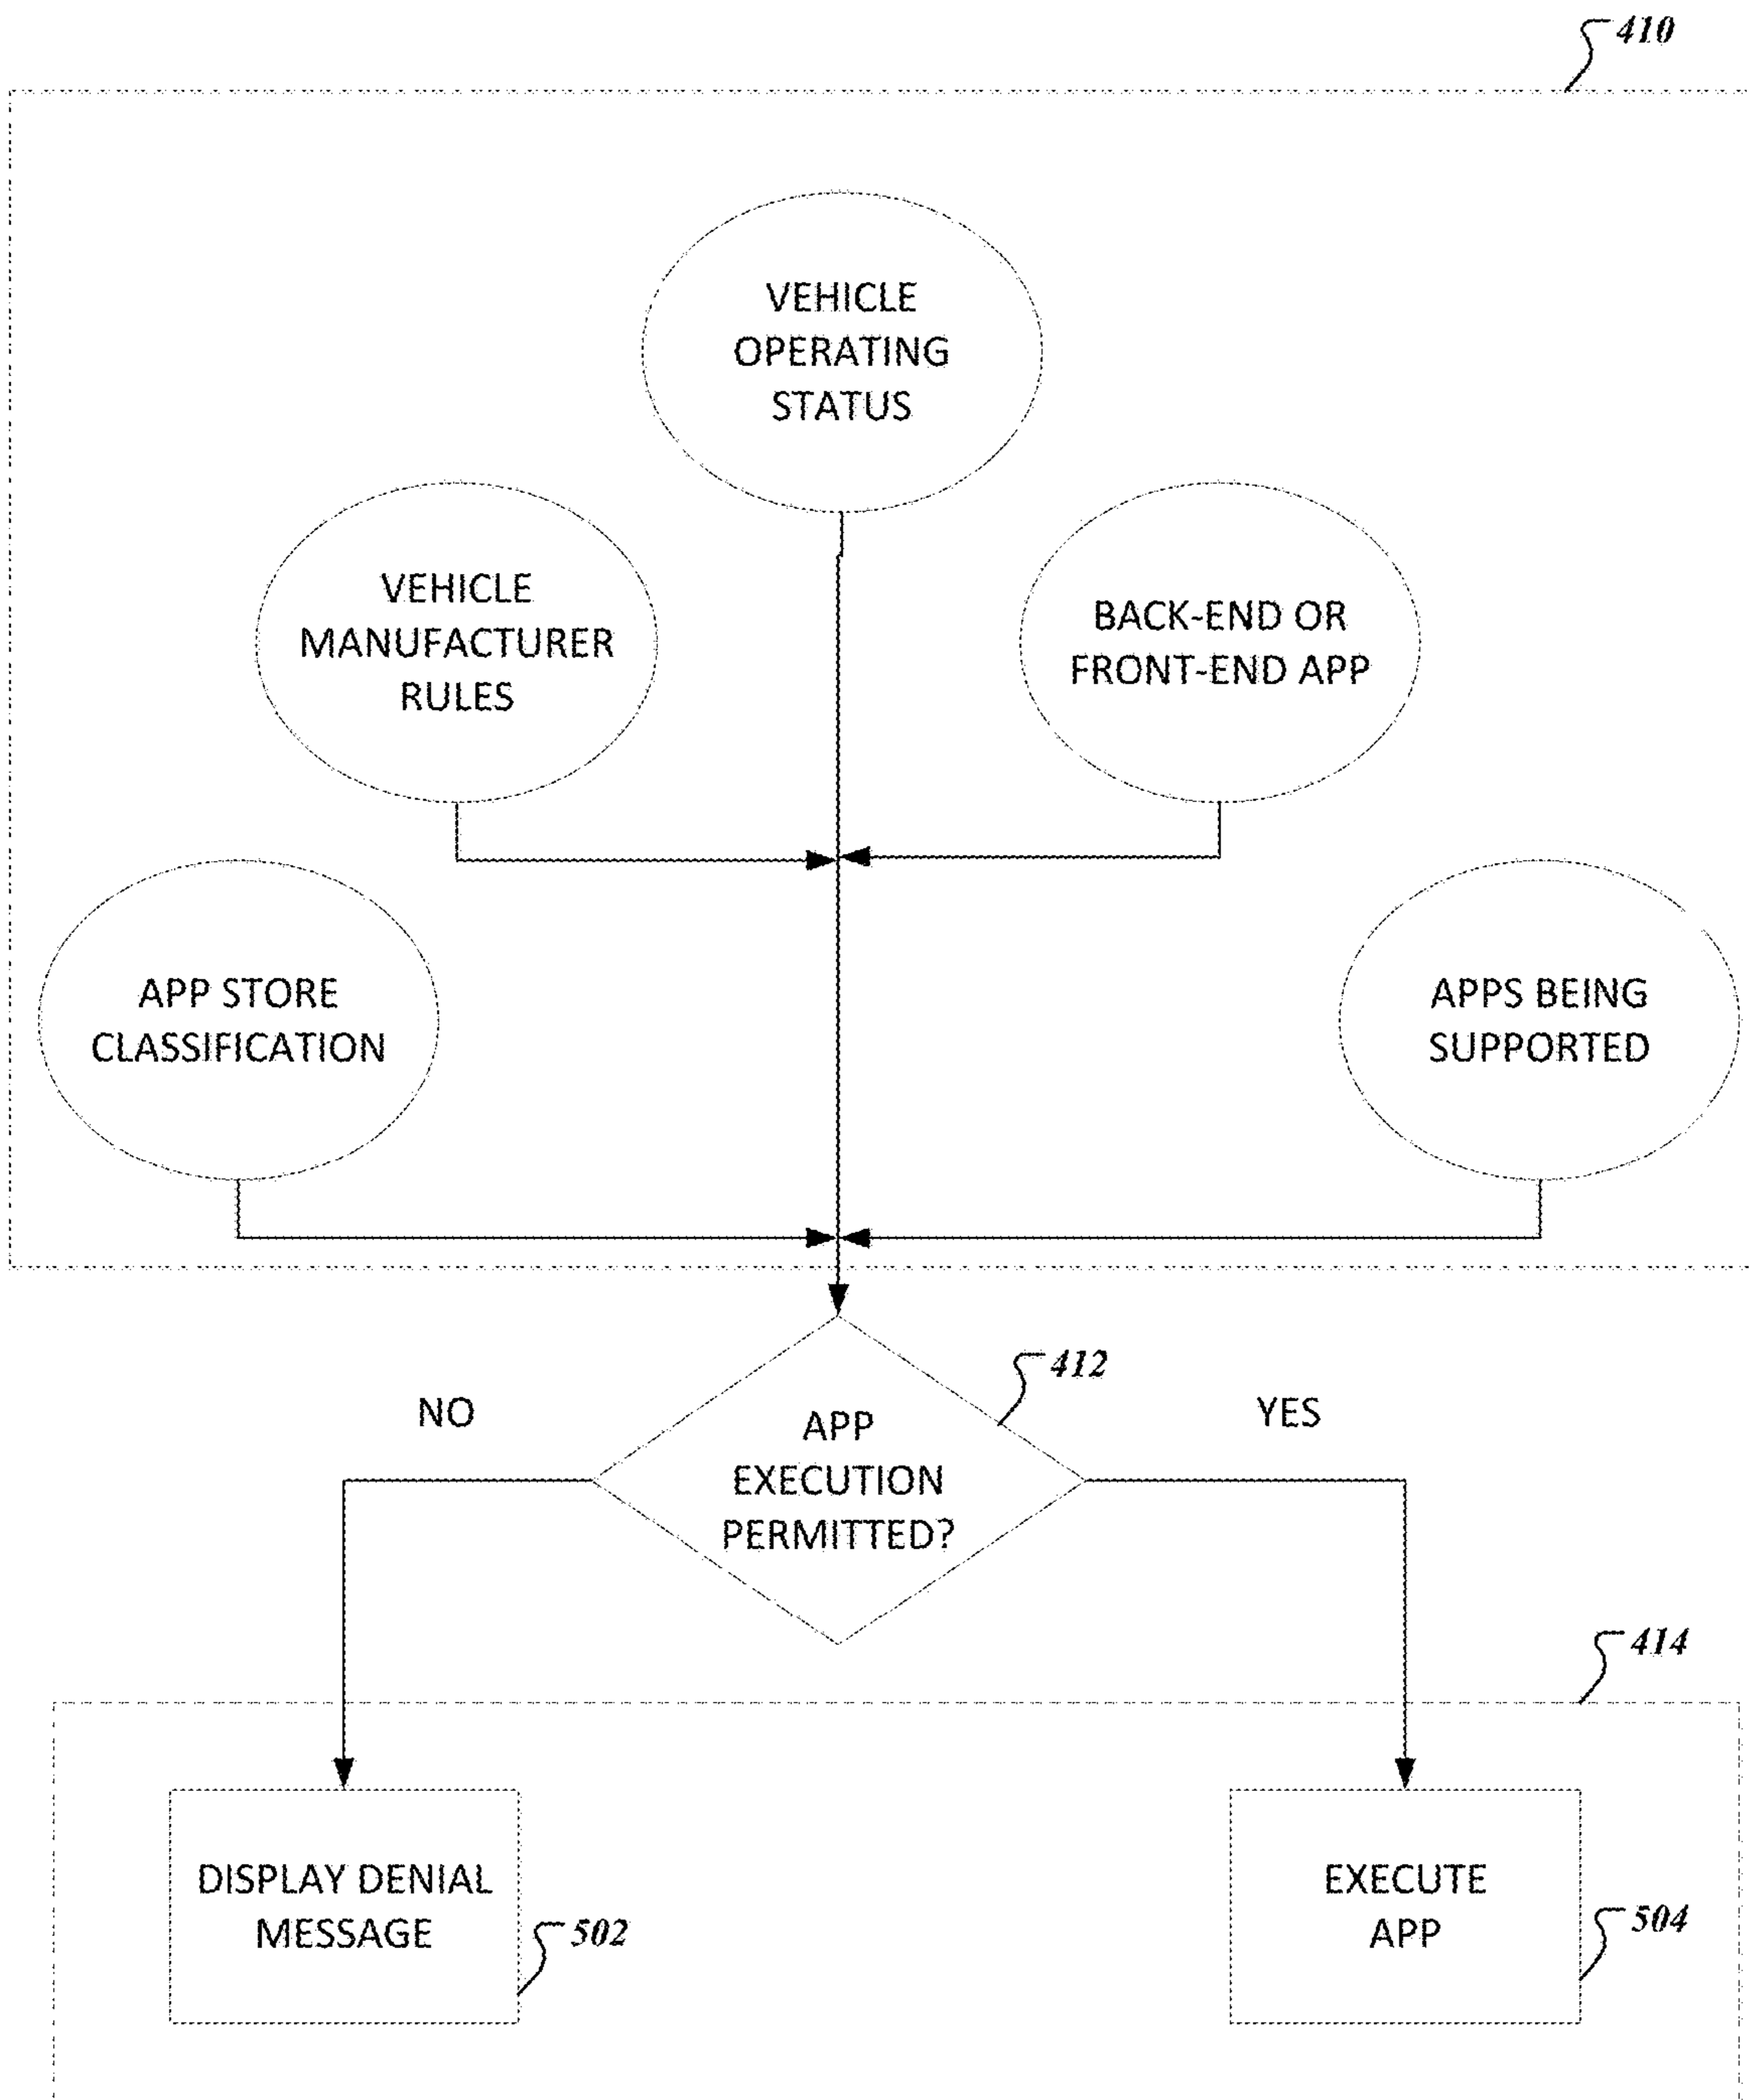 410
VEHICLE
OPERATING
STATUS
VEHICLE
MANUFACTURER
RULES
BACK-END OR
FRONT-END APP
APP STORE
CLASSIFICATION
APPS BEING
SUPPORTED
412
NO
YES
APP
EXECUTION
PERMITTED?
414
DISPLAY DENIAL
MESSAGE
502
EXECUTE
APP
504